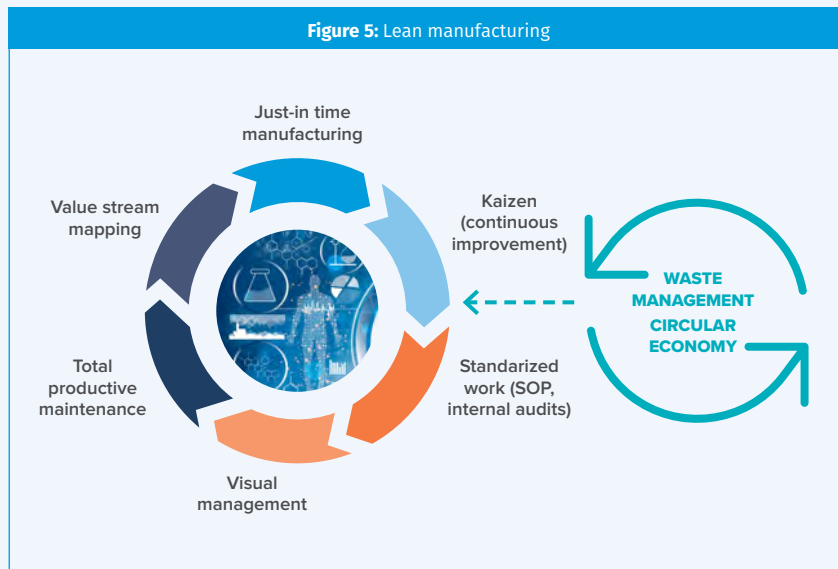 Figure 5: Lean manufacturing
Just-in time
manufacturing
Kaizen
(continuous
improvement)
Standarized
work (SOP,
internal audits)
Visual
management
Total
productive
maintenance
Value stream
mapping
WASTE
MANAGEMENT
CIRCULAR
ECONOMY